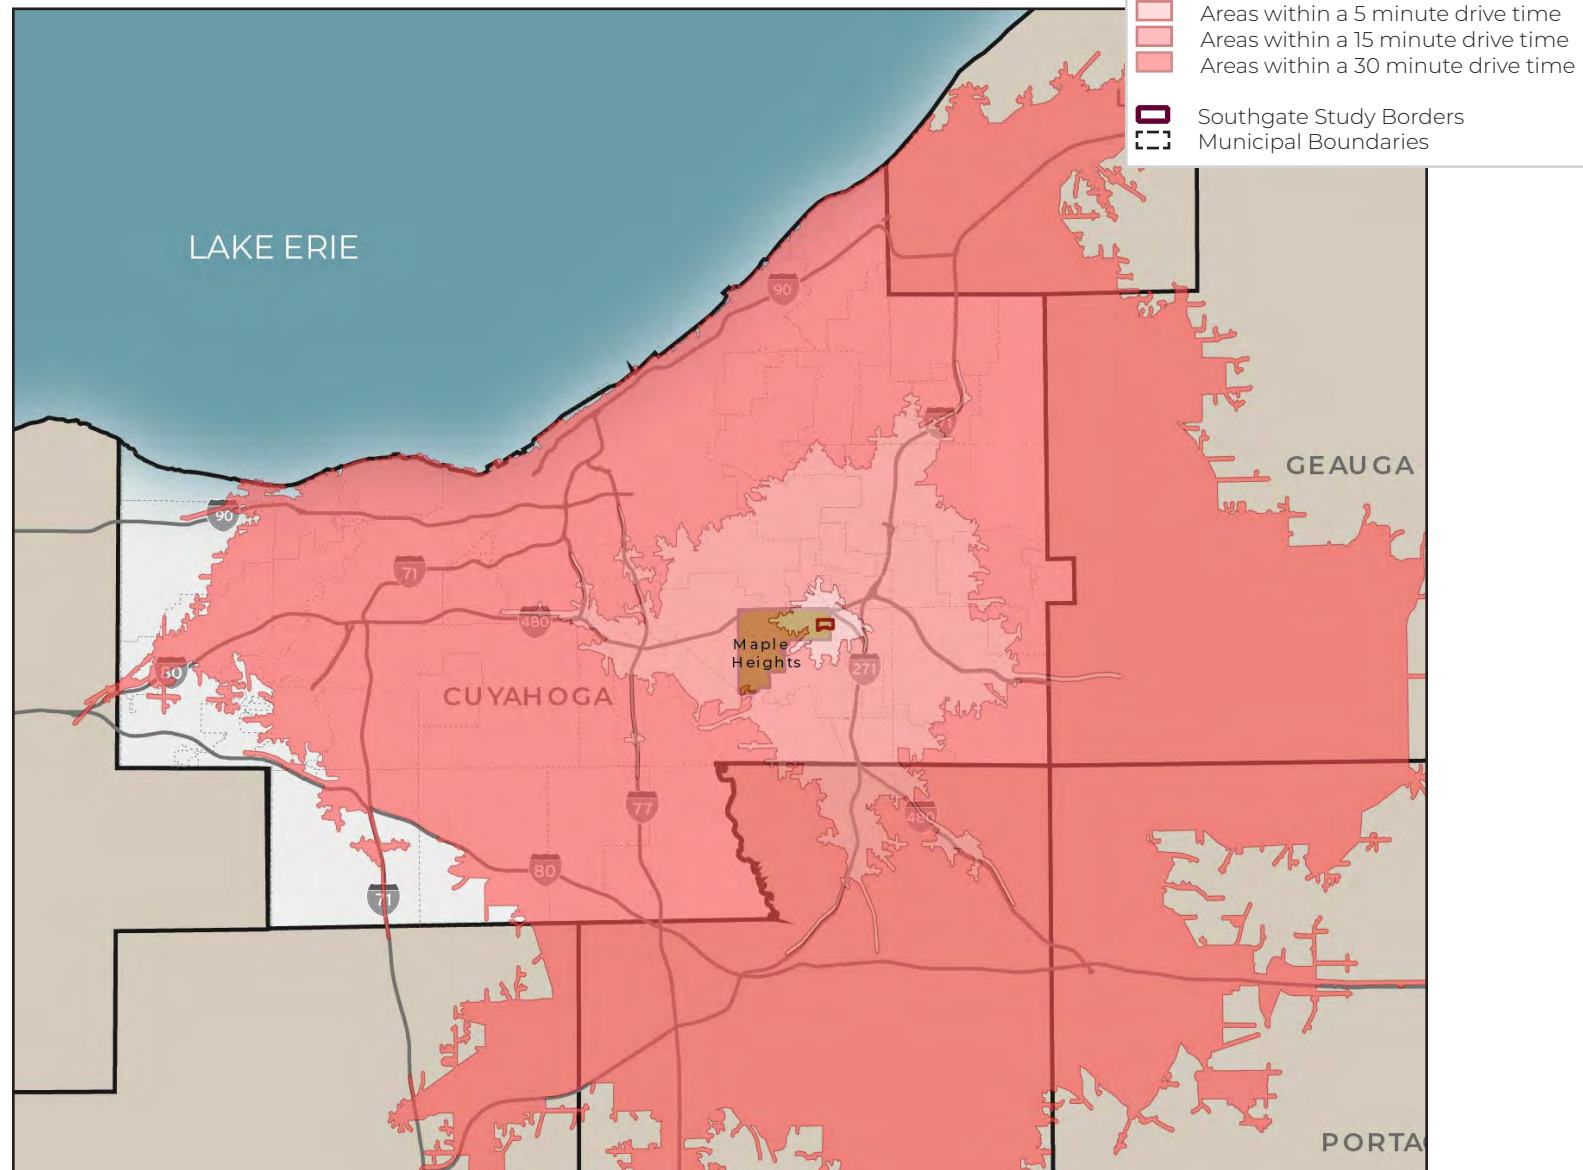 Areas within a 5 minute drive time
Areas within a 15 minute drive time
Areas within a 30 minute drive time
Southgate Study Borders
Municipal Boundaries
L
LAKE ERIE
90
271
GEAUGA
90
71
480
Maple
Heights
271
80
CUYAHOGA
77
480
80
71
PORTA